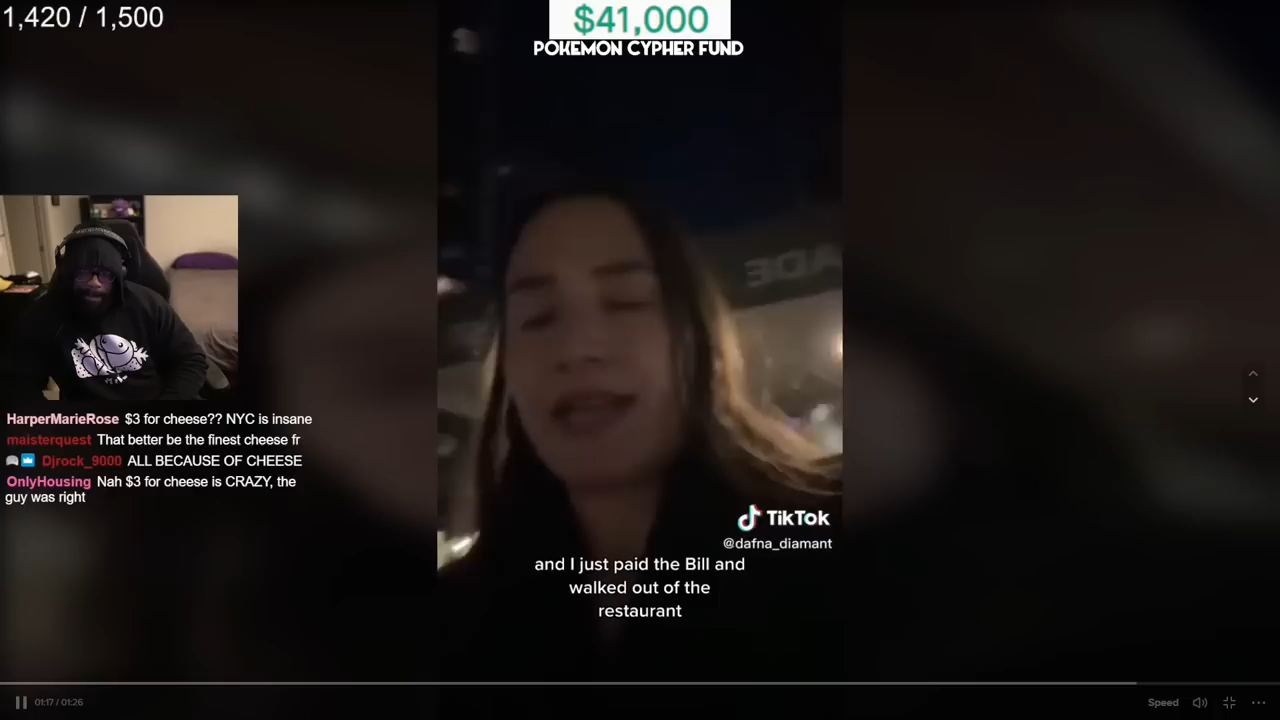 1,420 / 1,500
$41,000
POKEMON CYPHER FUND
ADE
HarperMarieRose $3 for cheese?? NYC is insane
maisterquest That better be the finest cheese fr
Djrock_9000 ALL BECAUSE OF CHEESE
OnlyHousing Nah $3 for cheese is CRAZY, the
guy was right
TikTok
@dafna_diamant
and I just paid the Bill and
walked out of the
restaurant
01:17 / 01:26
Speed